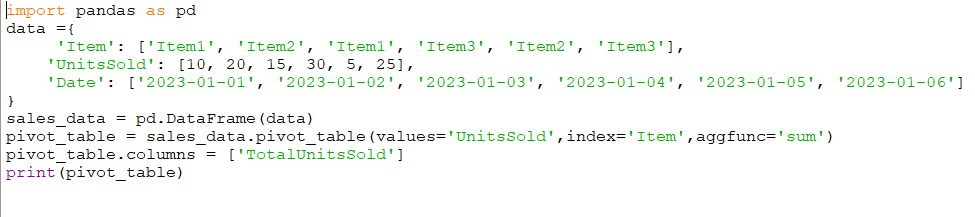 import pandas as pd
data ={
     'Item': ['Item1', 'Item2', 'Item1', 'Item3', 'Item2', 'Item3'],
    'UnitsSold': [10, 20, 15, 30, 5, 25],
    'Date': ['2023-01-01', '2023-01-02', '2023-01-03', '2023-01-04', '2023-01-05', '2023-01-06']
}
sales_data = pd.DataFrame(data)
pivot_table = sales_data.pivot_table(values='UnitsSold',index='Item',aggfunc='sum')
pivot_table.columns = ['TotalUnitsSold']
print(pivot_table)